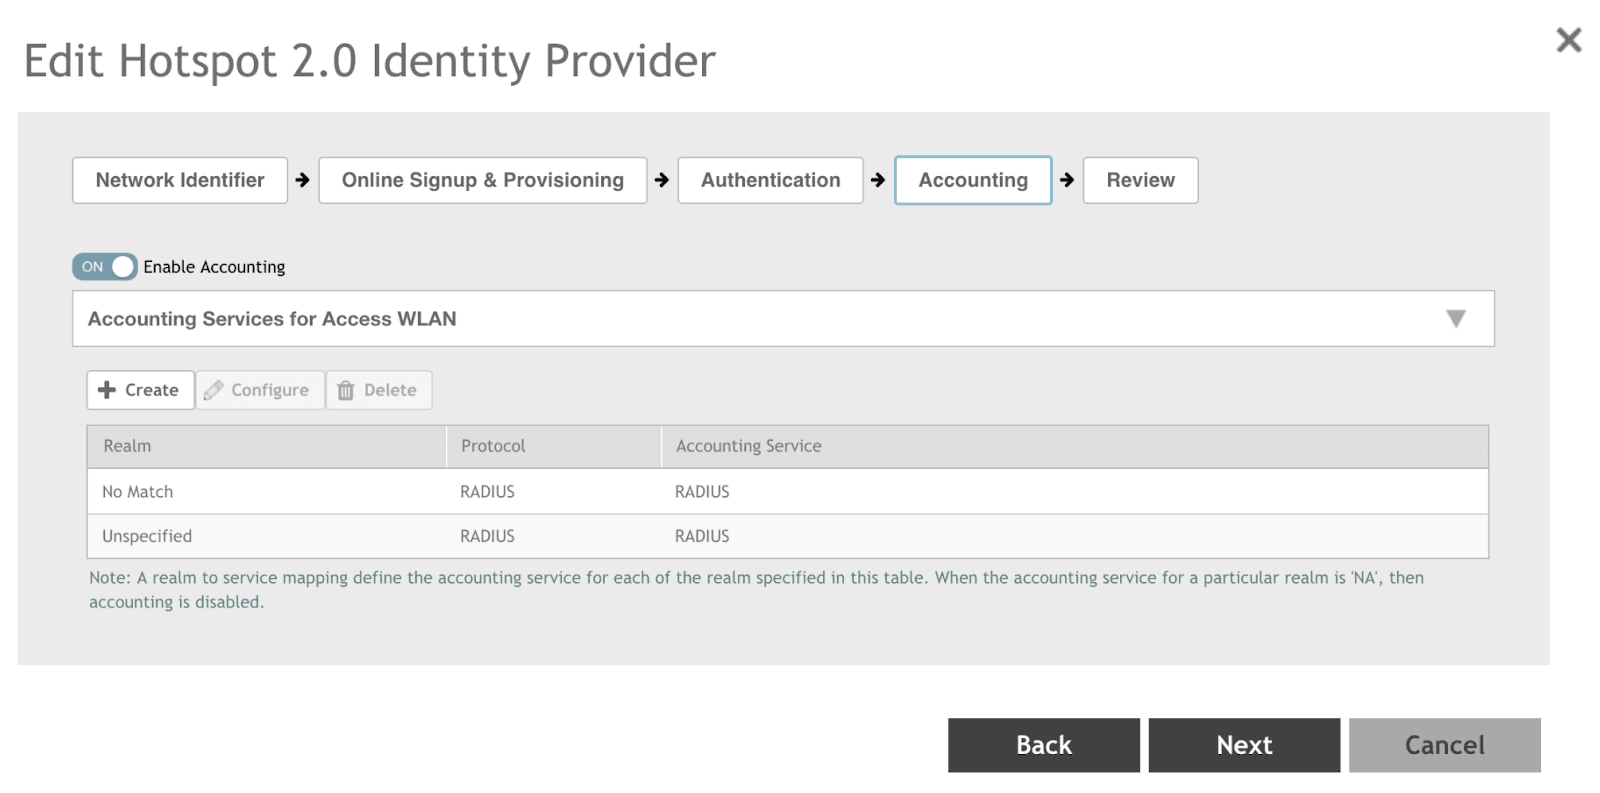 Edit Hotspot 2.0 Identity Provider
Network Identifier
Online Signup & Provisioning
Authentication
Accounting
Review
ON Enable Accounting
Accounting Services for Access WLAN
Create
Configure
Delete
Realm Protocol Accounting Service
No Match RADIUS RADIUS
Unspecified RADIUS RADIUS
Note: A realm to service mapping define the accounting service for each of the realm specified in this table. When the accounting service for a particular realm is 'NA', then
accounting is disabled.
Back
Next
Cancel